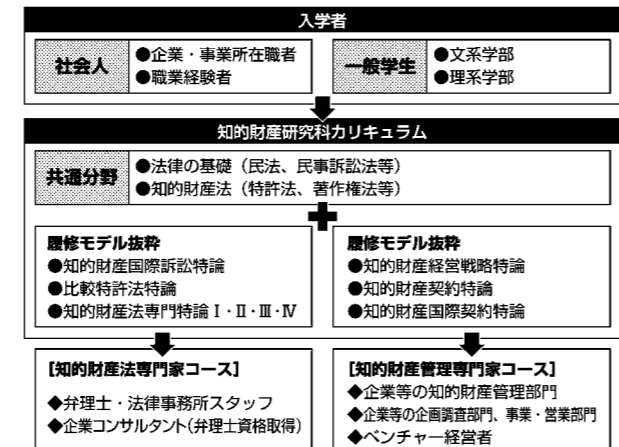 入学者
社会人
●企業・事業所在職者
●職業経験者
一般学生
●文系学部
●理系学部
知的財産研究科カリキュラム
共通分野
●法律の基礎（民法、民事訴訟法等）
●知的財産法（特許法、著作権法等）
履修モデル抜粋
●知的財産国際訴訟特論
●比較特許法特論
●知的財産法専門特論Ⅰ・Ⅱ・Ⅲ・Ⅳ
履修モデル抜粋
●知的財産経営戦略特論
●知的財産契約特論
●知的財産国際契約特論
［知的財産法専門家コース］
◆弁理士・法律事務所スタッフ
◆企業コンサルタント（弁理士資格取得）
［知的財産管理専門家コース］
◆企業等の知的財産管理部門
◆企業等の企画調査部門、事業・営業部門
◆ベンチャー経営者